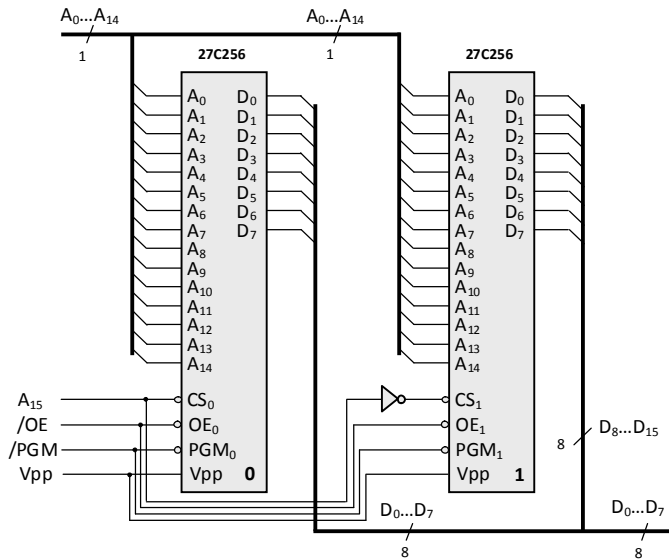 A0...A14 A0...A14
1 1
27C256 27C256
A0 D0 A0 D0
A1 D1 A1 D1
A2 D2 A2 D2
A3 D3 A3 D3
A4 D4 A4 D4
A5 D5 A5 D5
A6 D6 A6 D6
A7 D7 A7 D7
A8 A8
A9 A9
A10 A10
A11 A11
A12 A12
A13 A13
A14 A14
A15 CS0 CS1
/OE OE0 OE1
/PGM PGM0 PGM1
Vpp Vpp 0 Vpp 1
8 D8...D15
D0...D7 D0...D7
8 8